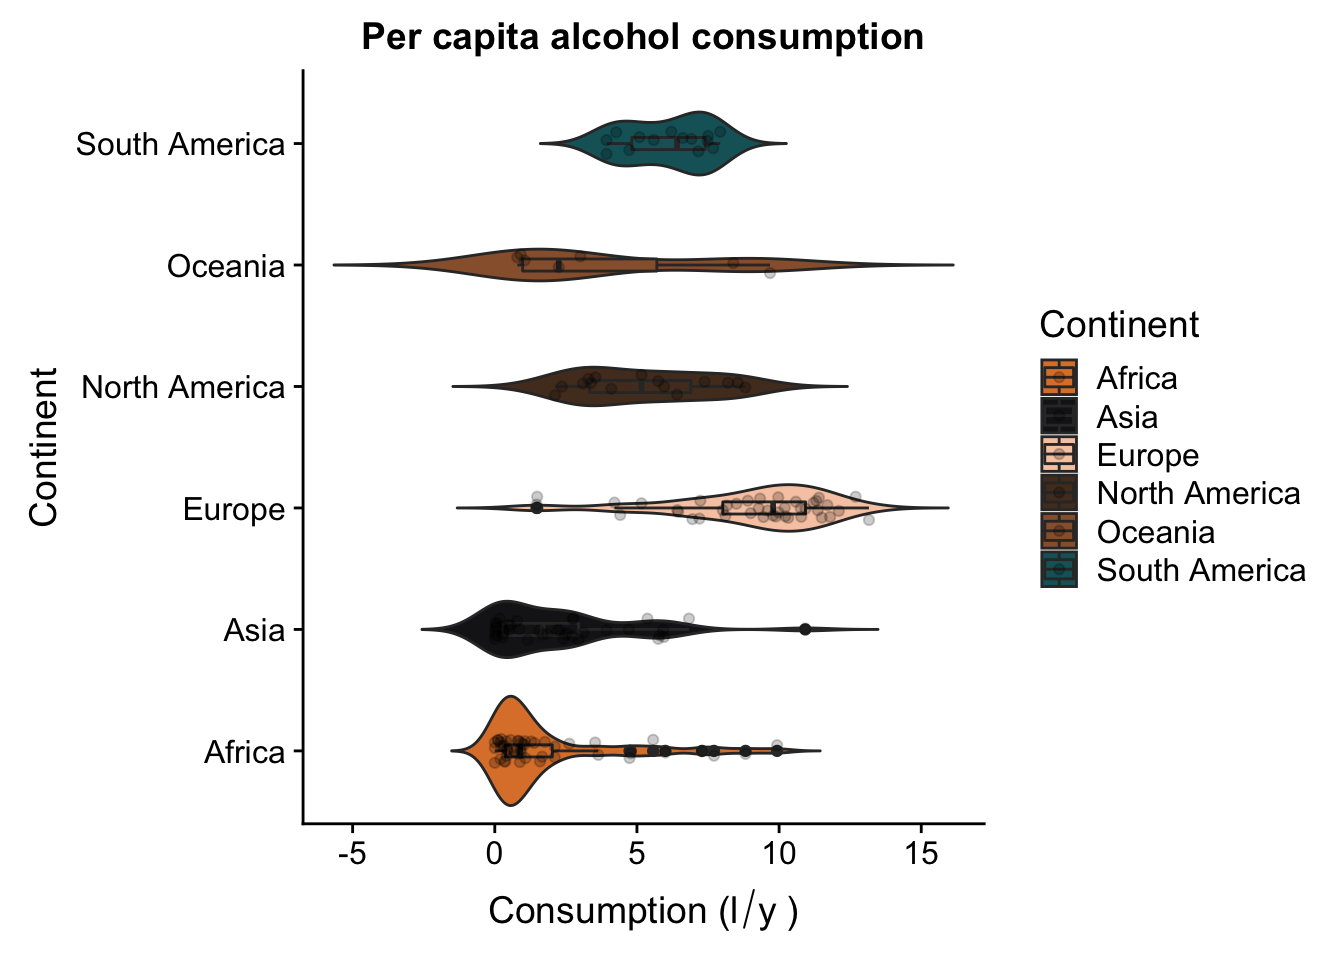 Per capita alcohol consumption
South America
Oceania
North America
Europe
Asia
Africa
Continent
-5 0 5 10 15
Consumption (l/y )
Continent
Africa
Asia
Europe
North America
Oceania
South America